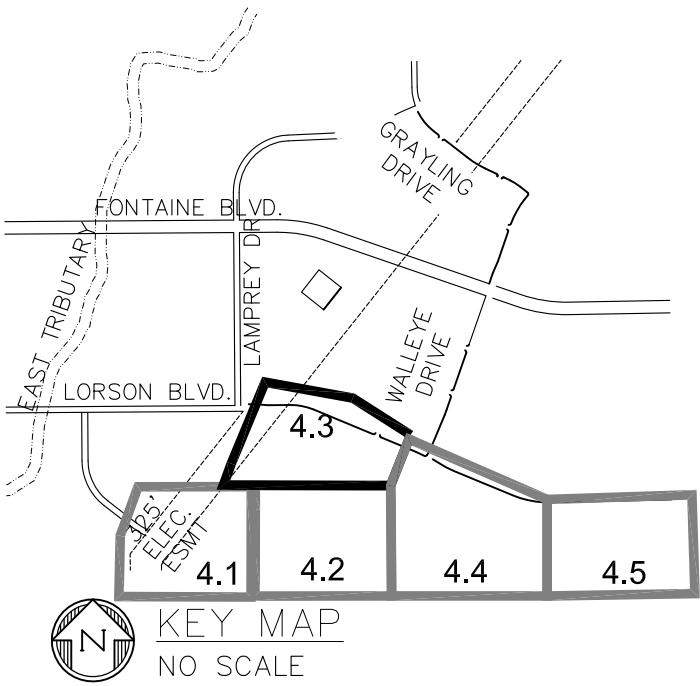 GRAYLING
DRIVE
FONTAINE BLVD.
EAST TRIBUTARY
LAMPREY DR
WALLEYE
DRIVE
LORSON BLVD.
4.3
325'
ELEC.
ESMT
4.1
4.2
4.4
4.5
N
KEY MAP
NO SCALE